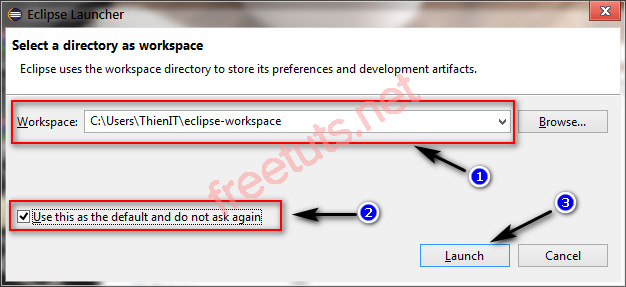 Eclipse Launcher
Select a directory as workspace
Eclipse uses the workspace directory to store its preferences and development artifacts.
Workspace: C:\Users\ThienIT\eclipse-workspace Browse...
1
freetuts.net
Use this as the default and do not ask again 2
3
Launch Cancel